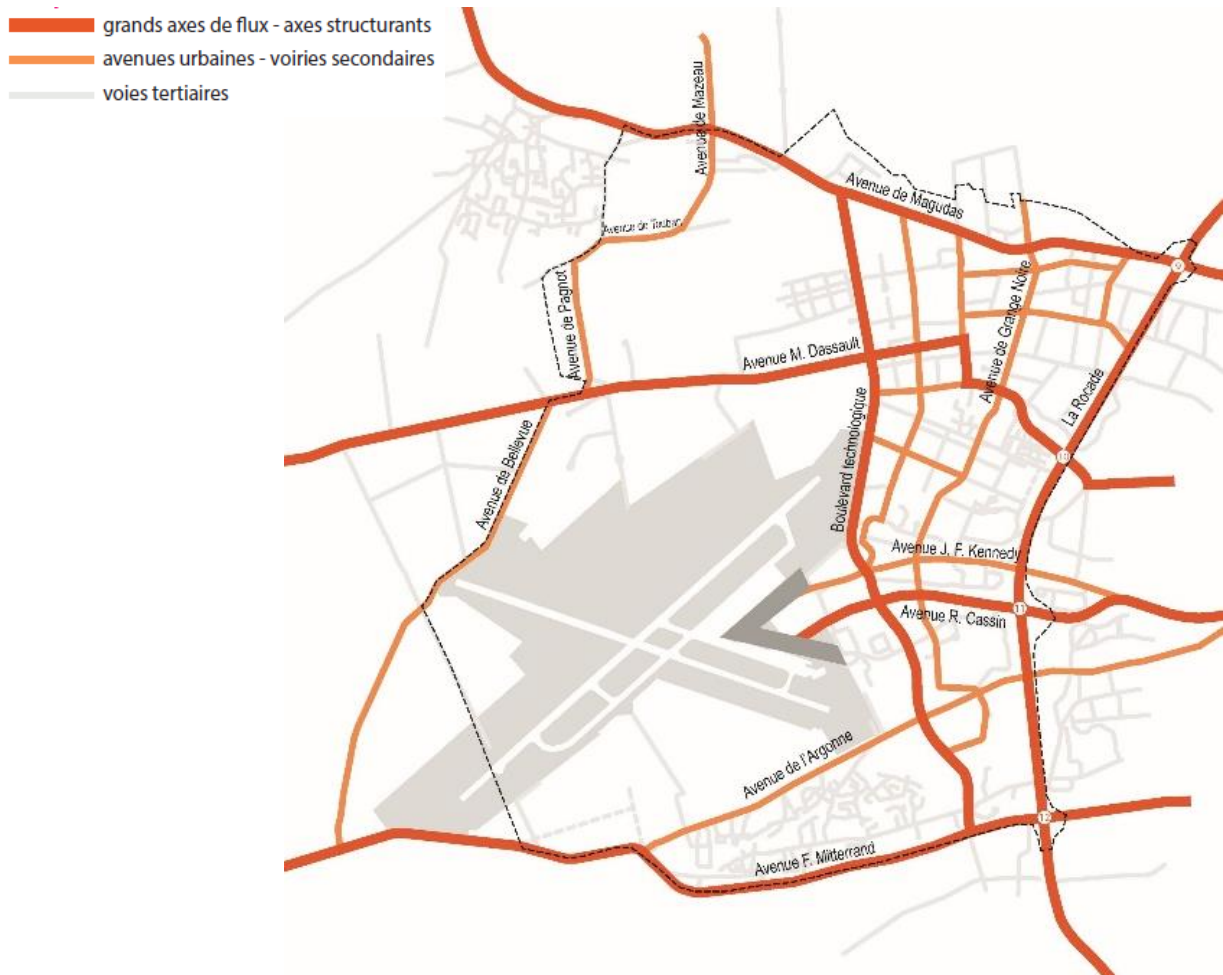 grands axes de flux - axes structurants
avenues urbaines - voiries secondaires
voies tertiaires
Avenue de Mazeau
Avenue de Magudas
Avenue de
9
Avenue de Pagnot
Avenue de Grange Noire
Avenue M. Dassault
La Rocade
Boulevard technologique
10
Avenue de Bellevue
Avenue J. F. Kennedy
11
Avenue R. Cassin
Avenue de l'Argonne
12
Avenue F. Mitterrand